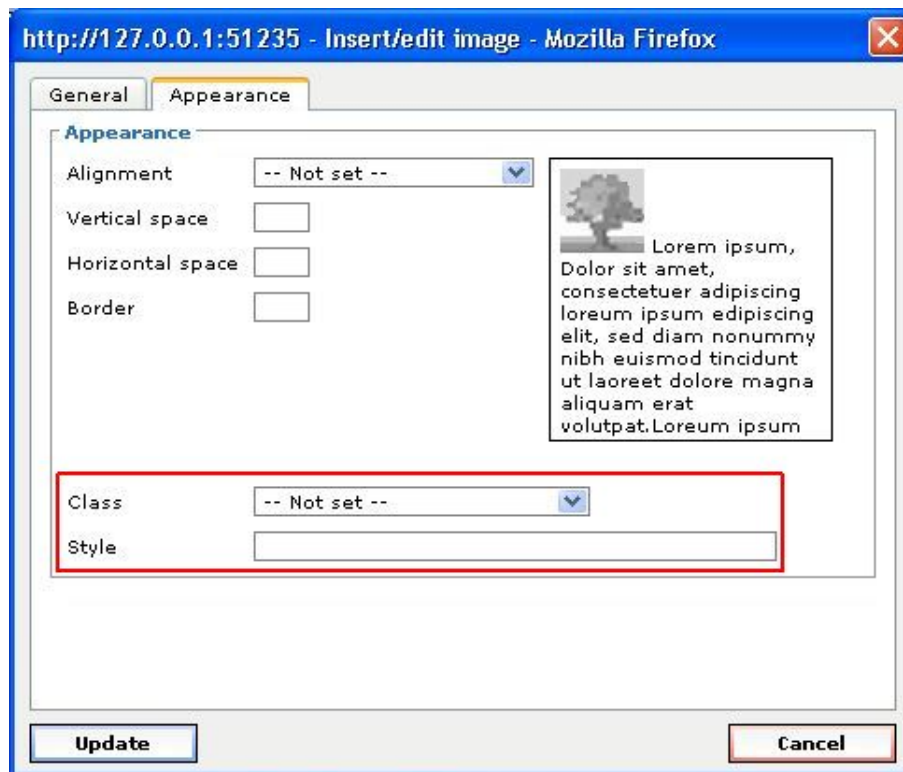 http://127.0.0.1:51235 - Insert/edit image - Mozilla Firefox
General Appearance
Appearance
Alignment -- Not set --
Vertical space
Horizontal space
Border
Lorem ipsum,
Dolor sit amet,
consectetuer adipiscing
loreum ipsum edipiscing
elit, sed diam nonummy
nibh euismod tincidunt
ut laoreet dolore magna
aliquam erat
volutpat.Loreum ipsum
Class -- Not set --
Style
Update Cancel